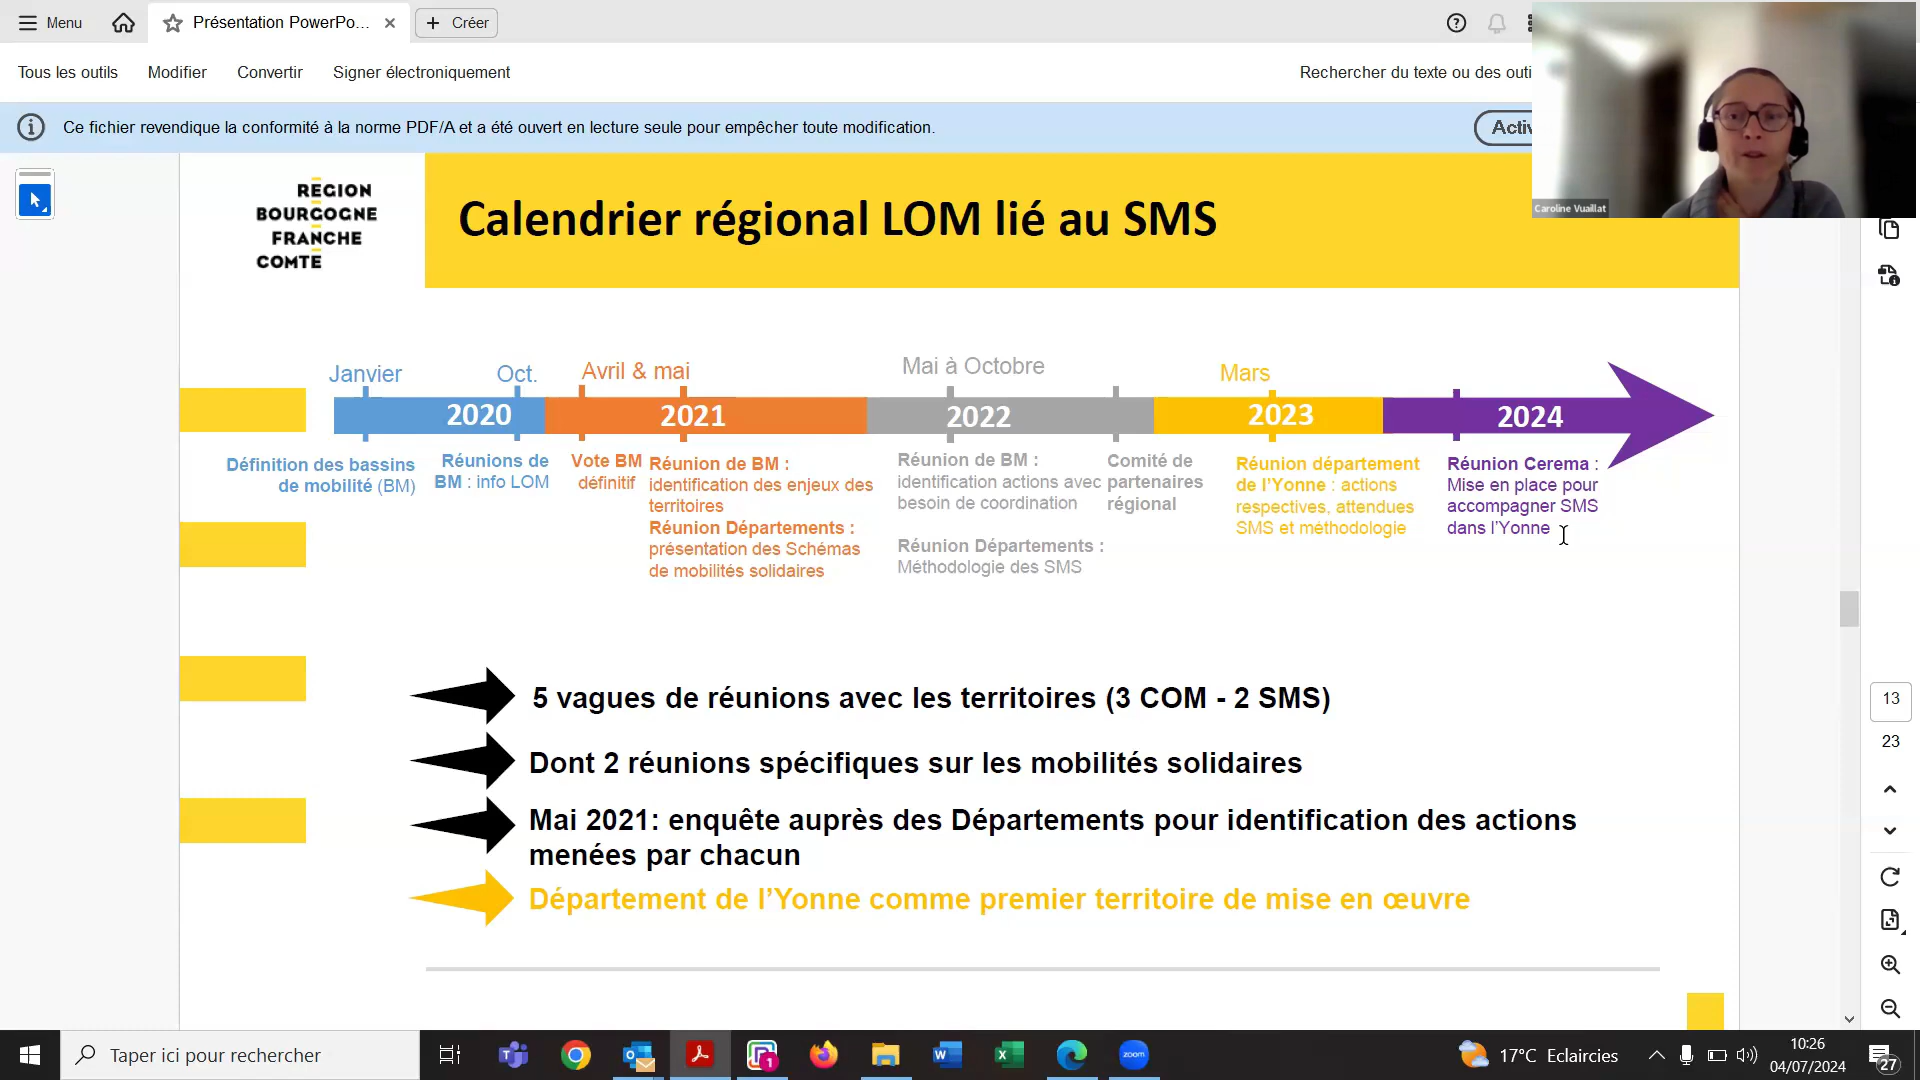 Menu
Présentation PowerPo...
Créer
Tous les outils
Modifier
Convertir
Signer électroniquement
Rechercher du texte ou des outi
Ce fichier revendique la conformité à la norme PDF/A et a été ouvert en lecture seule pour empêcher toute modification.
Activ
Caroline Vuaillat
REGION
BOURGOGNE
FRANCHE
COMTE
Calendrier régional LOM lié au SMS
Janvier
Oct.
Avril & mai
Mai à Octobre
Mars
2020
2021
2022
2023
2024
Définition des bassins
de mobilité (BM)
Réunions de
BM : info LOM
Vote BM
définitif
Réunion de BM :
identification des enjeux des
territoires
Réunion Départements :
présentation des Schémas
de mobilités solidaires
Réunion de BM :
identification actions avec
besoin de coordination
Réunion Départements :
Méthodologie des SMS
Comité de
partenaires
régional
Réunion département
de l'Yonne : actions
respectives, attendues
SMS et méthodologie
Réunion Cerema :
Mise en place pour
accompagner SMS
dans l'Yonne
5 vagues de réunions avec les territoires (3 COM - 2 SMS)
Dont 2 réunions spécifiques sur les mobilités solidaires
Mai 2021: enquête auprès des Départements pour identification des actions
menées par chacun
Département de l'Yonne comme premier territoire de mise en œuvre
13
23
Taper ici pour rechercher
1
zoom
17°C Eclaircies
10:26
04/07/2024
27